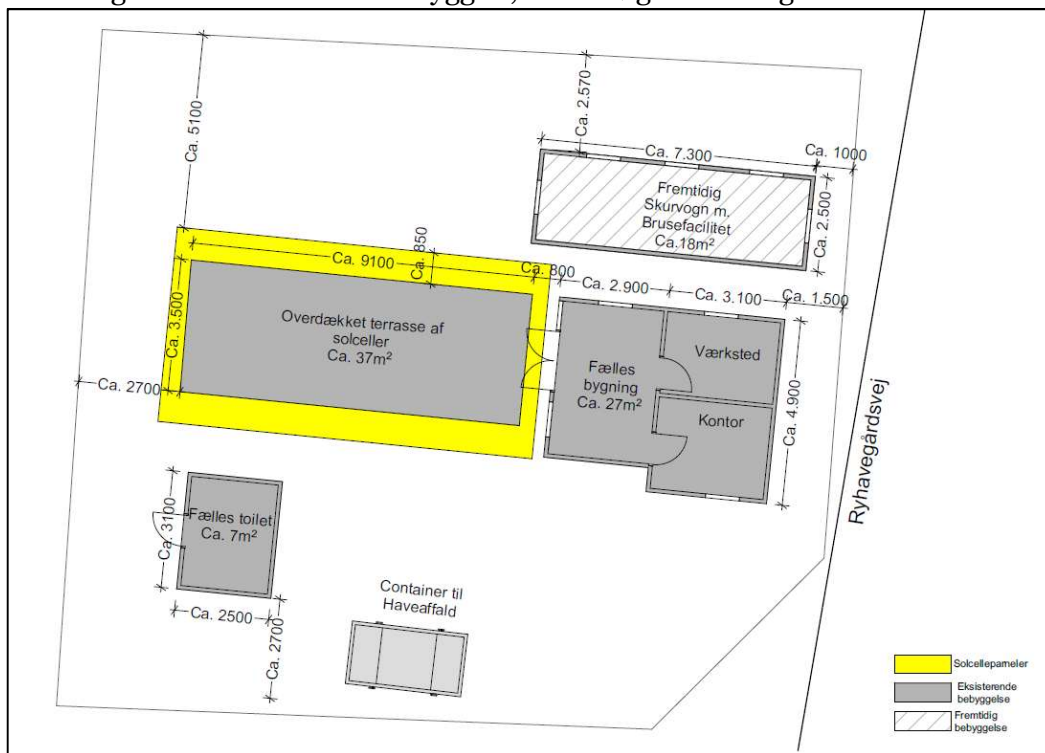 Ca. 5100
Ca. 2.570
Ca. 7.300
Ca. 1000
Fremtidig
Skurvogn m.
Brusefacilitet
Ca.18m²
Ca. 2.500
Ca. 9100
Ca. 850
Ca. 800
Ca. 2.900
Ca. 3.100
Ca. 1.500
Ca. 3.500
Overdækket terrasse af
solceller
Ca. 37m²
Værksted
Fælles
bygning
Ca. 27m²
Kontor
Ca. 4.900
Ca. 2700
Ryhavegårdsvej
Fælles toilet
Ca. 7m²
Ca. 3100
Ca. 2500
Ca. 2700
Container til
Haveaffald
Solcellepameler
Eksisterende
bebyggelse
Fremtidig
bebyggelse